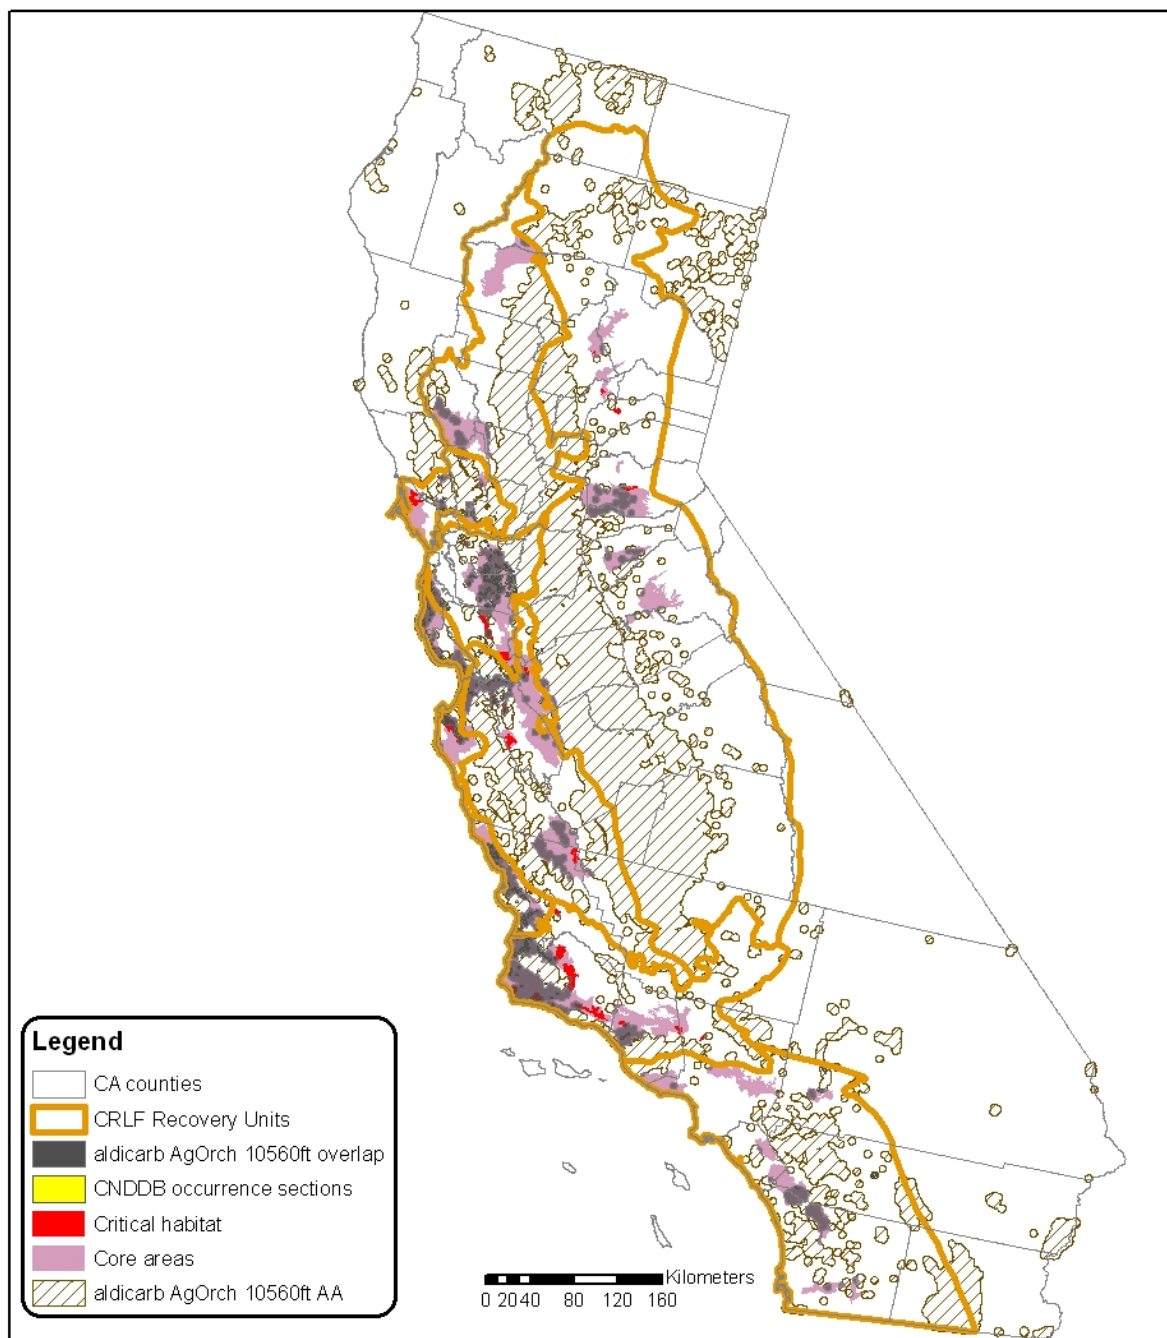 Legend
CA counties
CRLF Recovery Units
aldicarb AgOrch 10560ft overlap
CNDDB occurrence sections
Critical habitat
Core areas
aldicarb AgOrch 10560ft AA
Kilometers
0 20 40 80 120 160